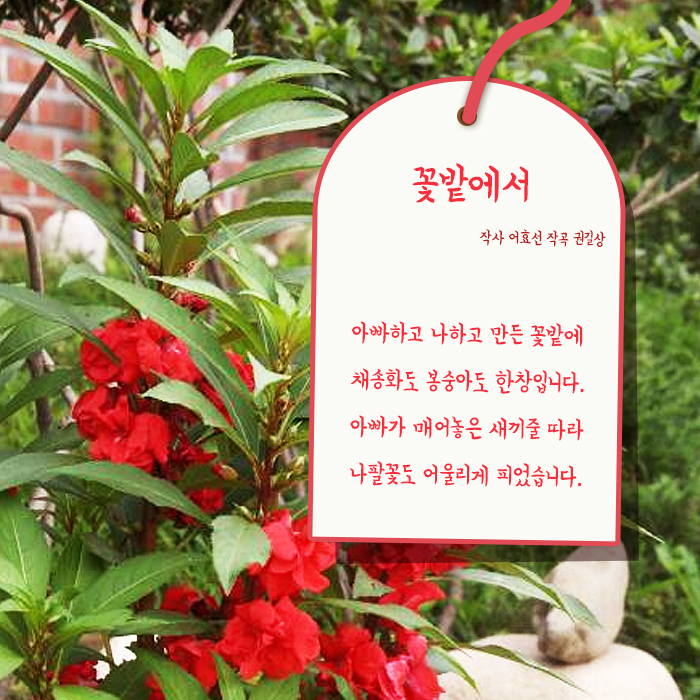 꽃밭에서
작사 어효선 작곡 권길상
아빠하고 나하고 만든 꽃밭에
채송화도 봉숭아도 한창입니다.
아빠가 매어놓은 새끼줄 따라
나팔꽃도 어울리게 피었습니다.